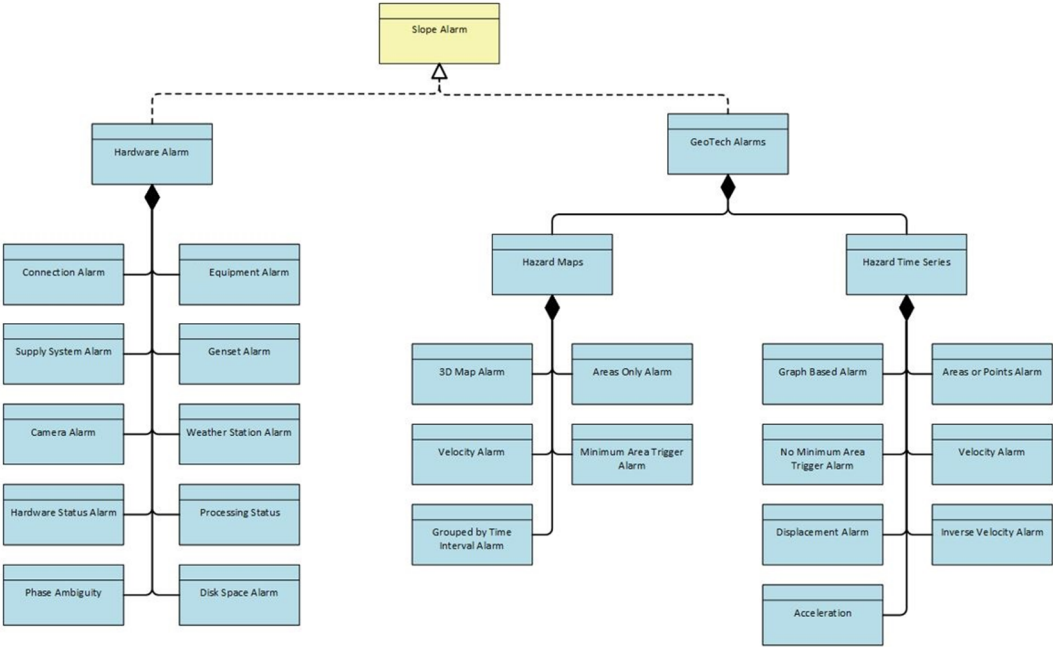 Slope Alarm
Hardware Alarm
GeoTech Alarms
Hazard Maps
Hazard Time Series
Connection Alarm
Equipment Alarm
Supply System Alarm
Genset Alarm
Camera Alarm
Weather Station Alarm
Hardware Status Alarm
Processing Status
Phase Ambiguity
Disk Space Alarm
3D Map Alarm
Areas Only Alarm
Velocity Alarm
Minimum Area Trigger
Alarm
Grouped by Time
Interval Alarm
Graph Based Alarm
Areas or Points Alarm
No Minimum Area
Trigger Alarm
Velocity Alarm
Displacement Alarm
Inverse Velocity Alarm
Acceleration